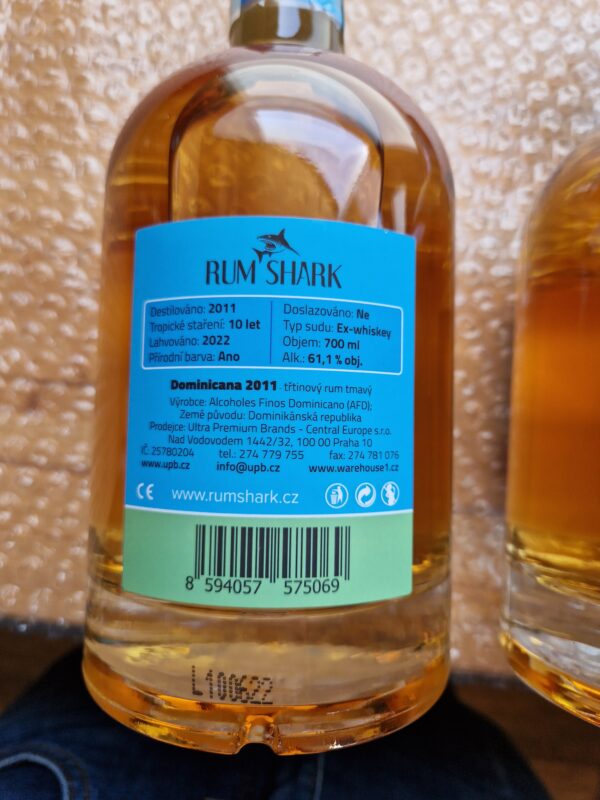 RUM SHARK
Destilováno: 2011
Tropické staření: 10 let
Lahvováno: 2022
Přírodní barva: Ano
Doslazováno: Ne
Typ sudu: Ex-whiskey
Objem: 700 ml
Alk.: 61,1 % obj.
Dominicana 2011 třtinový rum tmavý
Výrobce: Alcoholes Finos Dominicano (AFD);
Země původu: Dominikánská republika
Prodejce: Ultra Premium Brands - Central Europe s.r.o.
Nad Vodovodem 1442/32, 100 00 Praha 10
IČ: 25780204 tel.: 274 779 755 fax: 274 781 076
www.upb.cz info@upb.cz www.warehouse1.cz
CE www.rumshark.cz
8 594057 575069
L100622